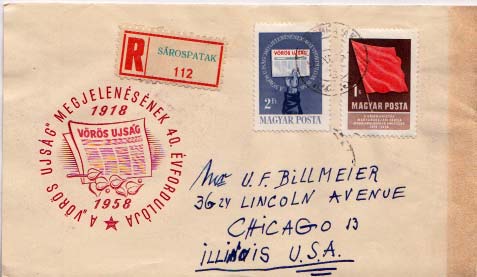 R
SÁROSPATAK
112
A „VÖRÖS UJSÁG" MEGJELENÉSÉNEK 40. ÉVFORDULÓJA
1918
VÖRÖS UJSÁG
1958
VÖRÖS UJSÁG
2 Ft
MAGYAR POSTA
1 Ft
MAGYAR POSTA
U.F. BILLMEIER
3624 LINCOLN AVENUE
CHICAGO 13
ILLINOIS U.S.A.